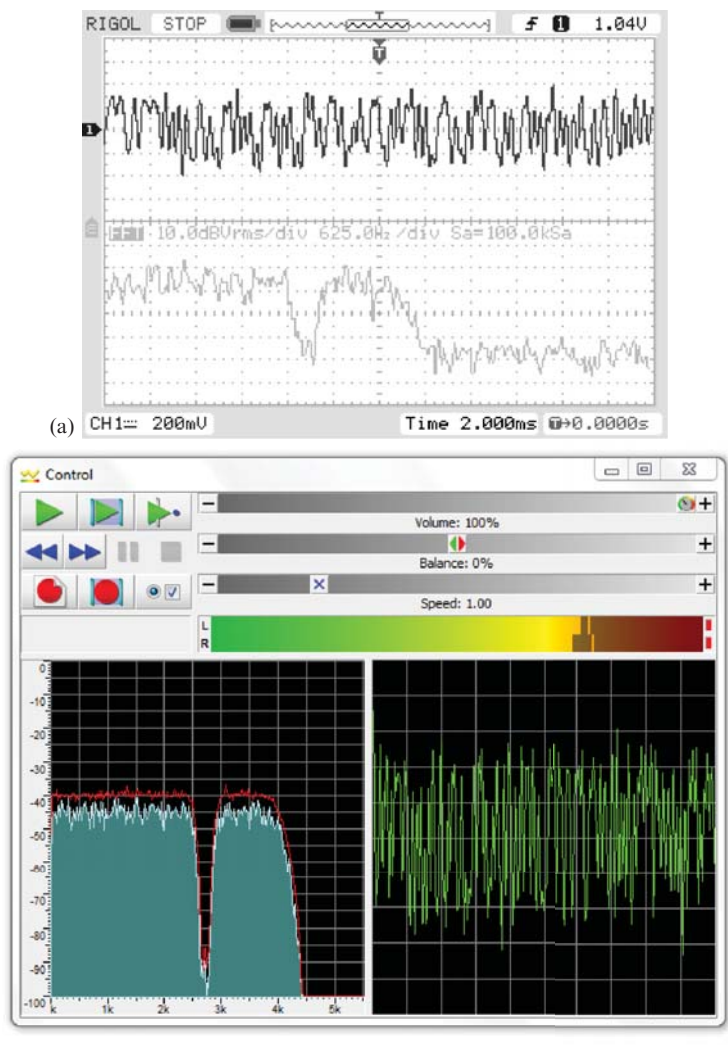 RIGOL STOP T f 1 1.04V
T
1
FFT 10.0dBVrms/div 625.0Hz/div Sa=100.0kSa
(a) CH1 200mV Time 2.000ms T→0.0000s
Control
Volume: 100%
Balance: 0%
Speed: 1.00
L
R
0
-10
-20
-30
-40
-50
-60
-70
-80
-90
-100
k 1k 2k 3k 4k 5k